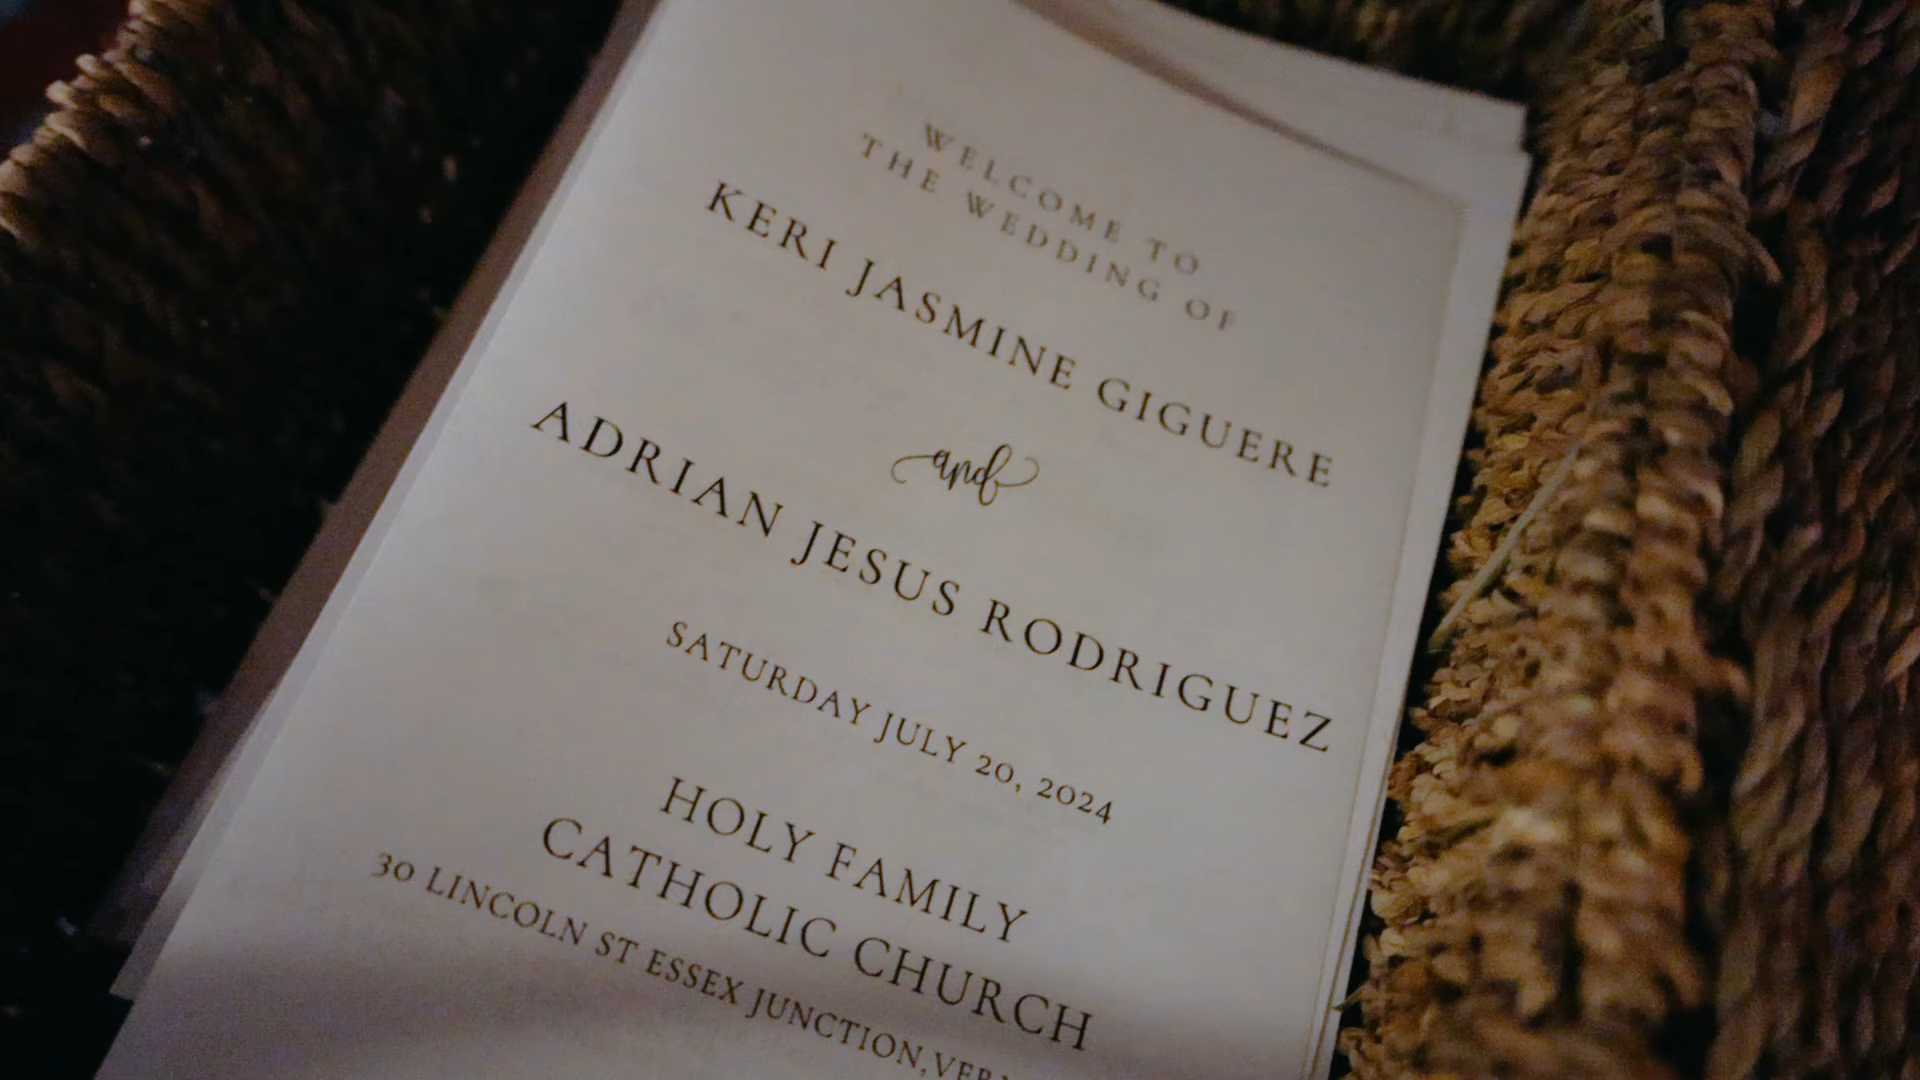 WELCOME TO
THE WEDDING OF
KERI JASMINE GIGUERE
and
ADRIAN JESUS RODRIGUEZ
SATURDAY JULY 20, 2024
HOLY FAMILY
CATHOLIC CHURCH
30 LINCOLN ST ESSEX JUNCTION,